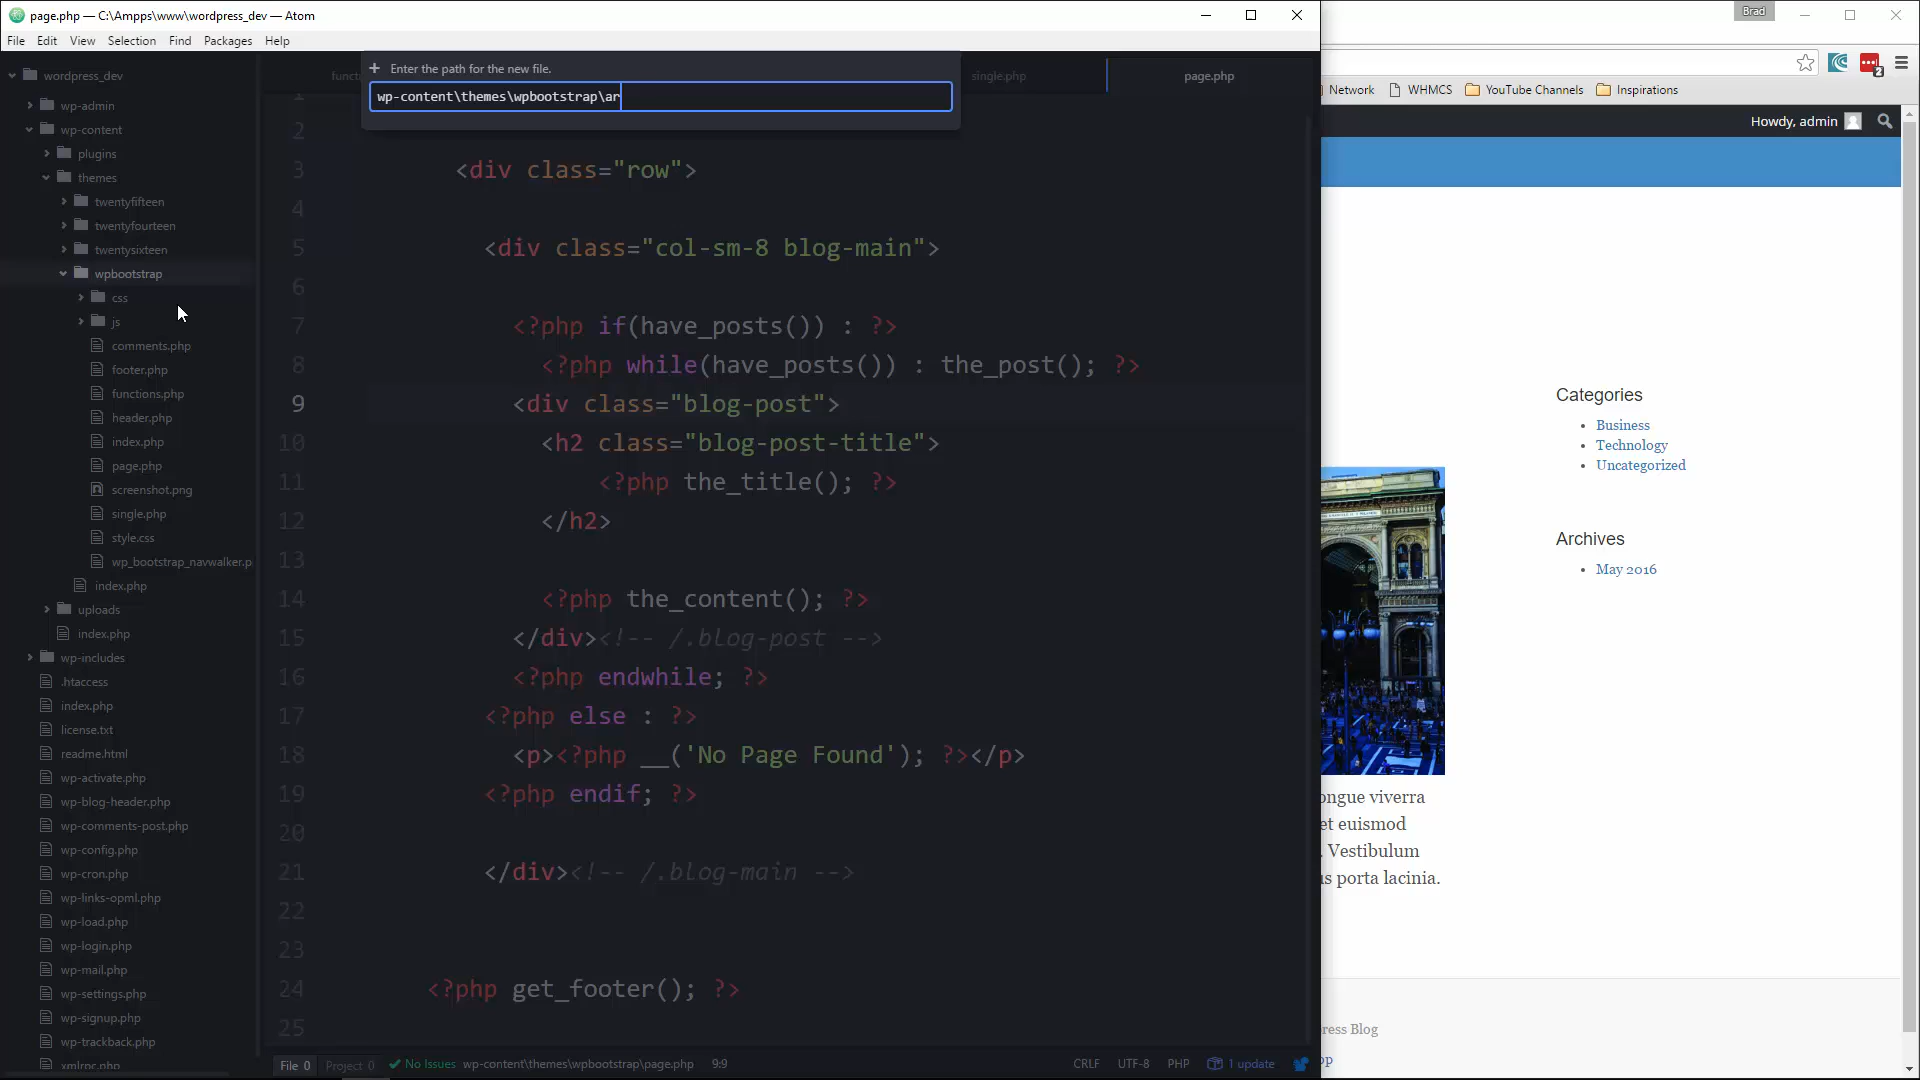 page.php — C:\Ampps\www\wordpress_dev — Atom
Brad
File Edit View Selection Find Packages Help
Network WHMCS YouTube Channels Inspirations
Howdy, admin
+ Enter the path for the new file.
wp-content\themes\wpbootstrap\ar
single.php
page.php
wordpress_dev
wp-admin
wp-content
plugins
themes
twentyfifteen
twentyfourteen
twentysixteen
wpbootstrap
css
js
comments.php
footer.php
functions.php
header.php
index.php
page.php
screenshot.png
single.php
style.css
wp_bootstrap_navwalker.p
index.php
uploads
index.php
wp-includes
.htaccess
index.php
license.txt
readme.html
wp-activate.php
wp-blog-header.php
wp-comments-post.php
wp-config.php
wp-cron.php
wp-links-opml.php
wp-load.php
wp-login.php
wp-mail.php
wp-settings.php
wp-signup.php
wp-trackback.php
xmlrpc.php
1
2
3 <div class="row">
4
5 <div class="col-sm-8 blog-main">
6
7 <?php if(have_posts()) : ?>
8 <?php while(have_posts()) : the_post(); ?>
9 <div class="blog-post">
10 <h2 class="blog-post-title">
11 <?php the_title(); ?>
12 </h2>
13
14 <?php the_content(); ?>
15 </div><!-- /.blog-post -->
16 <?php endwhile; ?>
17 <?php else : ?>
18 <p><?php __('No Page Found'); ?></p>
19 <?php endif; ?>
20
21 </div><!-- /.blog-main -->
22
23
24 <?php get_footer(); ?>
25
File 0 Project 0 No Issues wp-content\themes\wpbootstrap\page.php 9:9 CRLF UTF-8 PHP 1 update
Categories
Business
Technology
Uncategorized
Archives
May 2016
ongue viverra
et euismod
. Vestibulum
us porta lacinia.
ress Blog